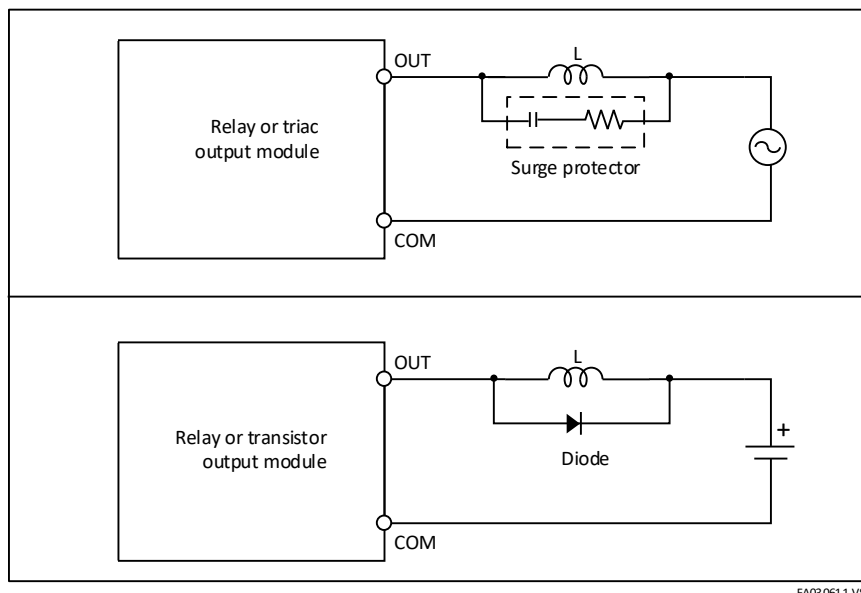 OUT
L
Relay or triac
output module
Surge protector
COM
OUT
L
+
Relay or transistor
output module
Diode
COM